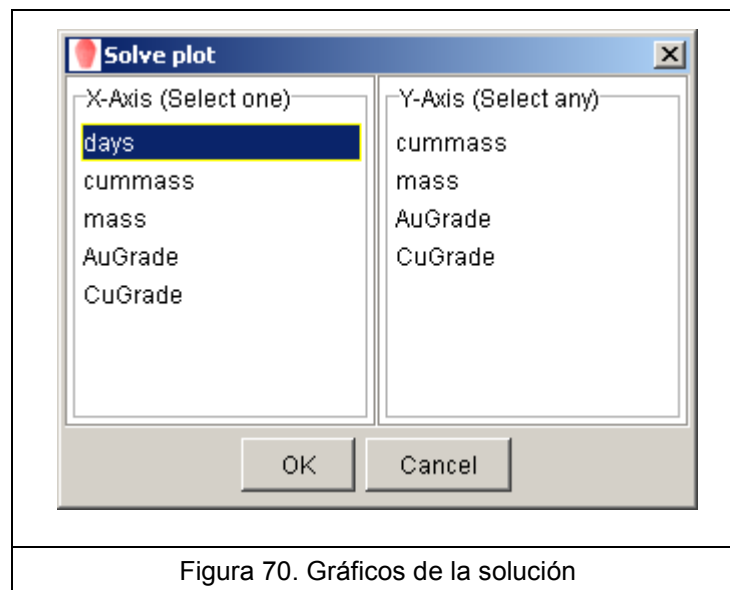 Solve plot
X-Axis (Select one)
days
cummass
mass
AuGrade
CuGrade
Y-Axis (Select any)
cummass
mass
AuGrade
CuGrade
OK
Cancel
Figura 70. Gráficos de la solución